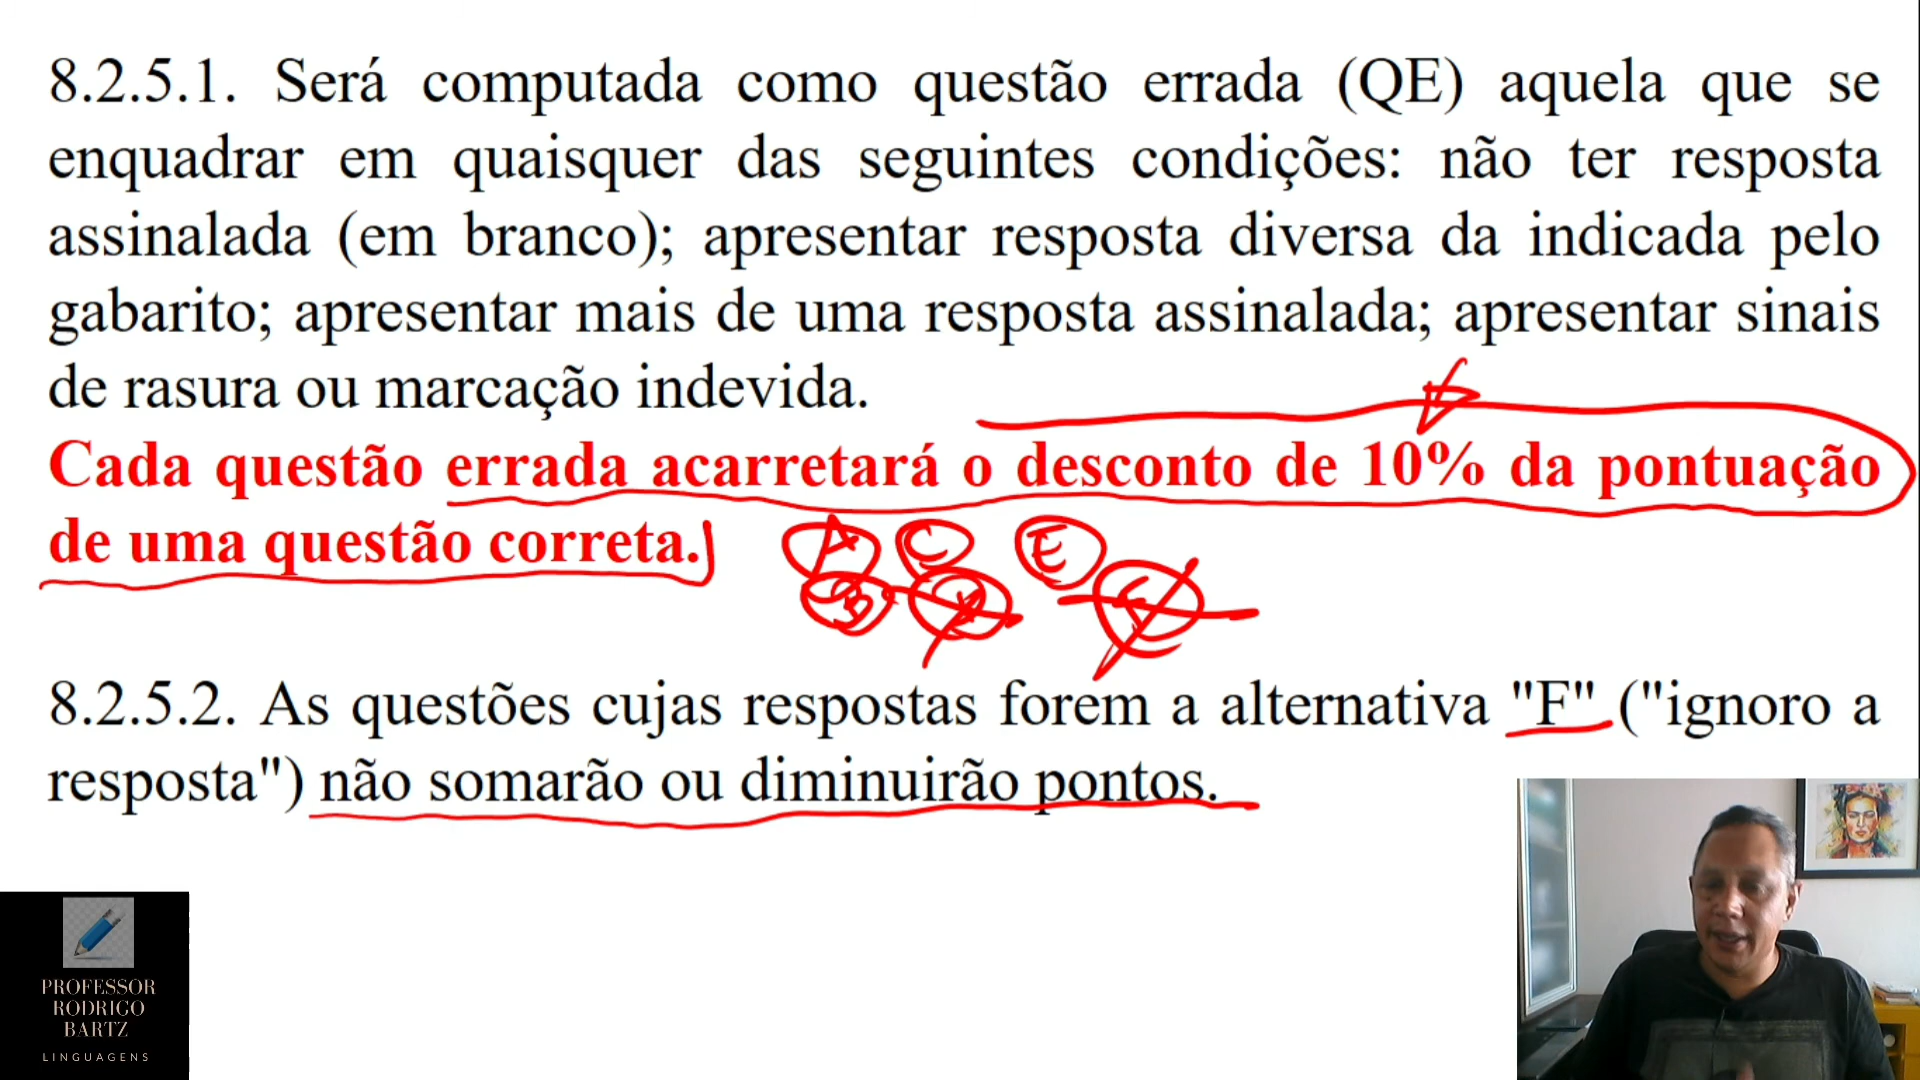 8.2.5.1. Será computada como questão errada (QE) aquela que se
enquadrar em quaisquer das seguintes condições: não ter resposta
assinalada (em branco); apresentar resposta diversa da indicada pelo
gabarito; apresentar mais de uma resposta assinalada; apresentar sinais
de rasura ou marcação indevida.
Cada questão errada acarretará o desconto de 10% da pontuação
de uma questão correta.
A C E
B
8.2.5.2. As questões cujas respostas forem a alternativa "F" ("ignoro a
resposta") não somarão ou diminuirão pontos.
PROFESSOR
RODRIGO
BARTZ
LINGUAGENS